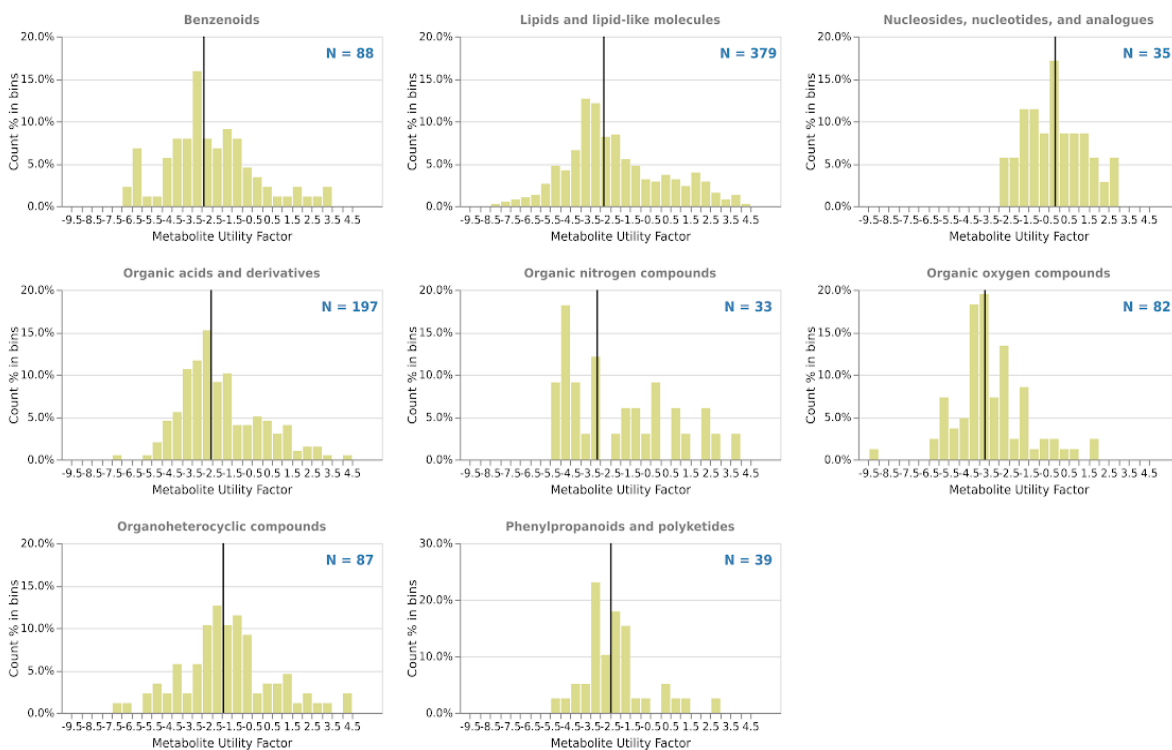 Benzenoids
20.0%
15.0%
10.0%
5.0%
0.0%
Count % in bins
N = 88
-9.5-8.5-7.5-6.5-5.5-4.5-3.5-2.5-1.5-0.5 0.5 1.5 2.5 3.5 4.5
Metabolite Utility Factor
Lipids and lipid-like molecules
20.0%
15.0%
10.0%
5.0%
0.0%
Count % in bins
N = 379
-9.5-8.5-7.5-6.5-5.5-4.5-3.5-2.5-1.5-0.5 0.5 1.5 2.5 3.5 4.5
Metabolite Utility Factor
Nucleosides, nucleotides, and analogues
20.0%
15.0%
10.0%
5.0%
0.0%
Count % in bins
N = 35
-9.5-8.5-7.5-6.5-5.5-4.5-3.5-2.5-1.5-0.5 0.5 1.5 2.5 3.5 4.5
Metabolite Utility Factor
Organic acids and derivatives
20.0%
15.0%
10.0%
5.0%
0.0%
Count % in bins
N = 197
-9.5-8.5-7.5-6.5-5.5-4.5-3.5-2.5-1.5-0.5 0.5 1.5 2.5 3.5 4.5
Metabolite Utility Factor
Organic nitrogen compounds
20.0%
15.0%
10.0%
5.0%
0.0%
Count % in bins
N = 33
-9.5-8.5-7.5-6.5-5.5-4.5-3.5-2.5-1.5-0.5 0.5 1.5 2.5 3.5 4.5
Metabolite Utility Factor
Organic oxygen compounds
20.0%
15.0%
10.0%
5.0%
0.0%
Count % in bins
N = 82
-9.5-8.5-7.5-6.5-5.5-4.5-3.5-2.5-1.5-0.5 0.5 1.5 2.5 3.5 4.5
Metabolite Utility Factor
Organoheterocyclic compounds
20.0%
15.0%
10.0%
5.0%
0.0%
Count % in bins
N = 87
-9.5-8.5-7.5-6.5-5.5-4.5-3.5-2.5-1.5-0.5 0.5 1.5 2.5 3.5 4.5
Metabolite Utility Factor
Phenylpropanoids and polyketides
30.0%
20.0%
10.0%
0.0%
Count % in bins
N = 39
-9.5-8.5-7.5-6.5-5.5-4.5-3.5-2.5-1.5-0.5 0.5 1.5 2.5 3.5 4.5
Metabolite Utility Factor